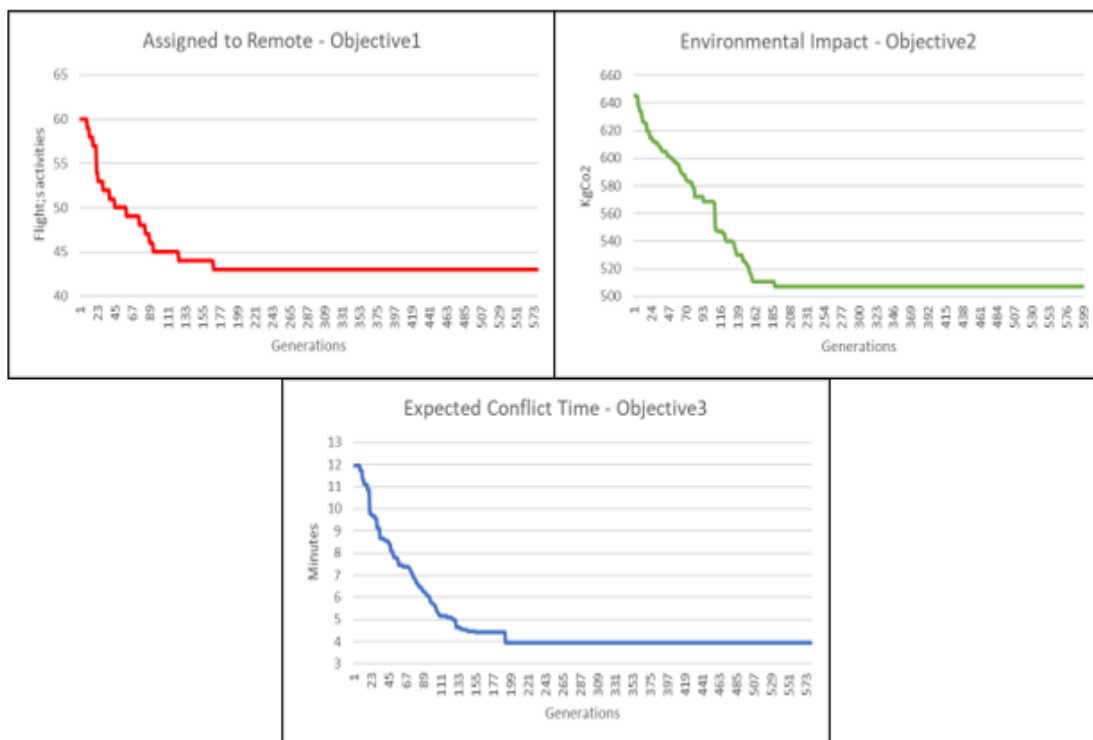 Assigned to Remote - Objective1
65
60
55
50
45
40
Flight;s activities
1 23 45 67 89 111 133 155 177 199 221 243 265 287 309 331 353 375 397 419 441 463 485 507 529 551 573
Generations
Environmental Impact - Objective2
660
640
620
600
580
560
540
520
500
KgCo2
1 24 47 70 93 116 139 162 185 208 231 254 277 300 323 346 369 392 415 438 461 484 507 530 553 576 599
Generations
Expected Conflict Time - Objective3
13
12
11
10
9
8
7
6
5
4
3
Minutes
1 23 45 67 89 111 133 155 177 199 221 243 265 287 309 331 353 375 397 419 441 463 485 507 529 551 573
Generations